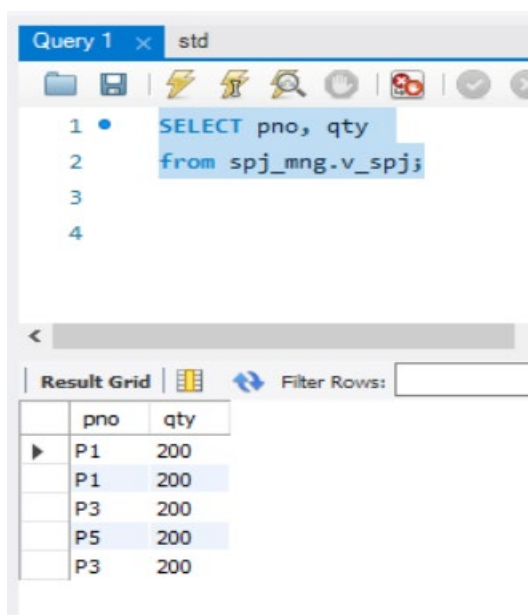 Query 1 × std
1 SELECT pno, qty
2 from spj_mng.v_spj;
3
4
Result Grid Filter Rows:
pno qty
P1 200
P1 200
P3 200
P5 200
P3 200